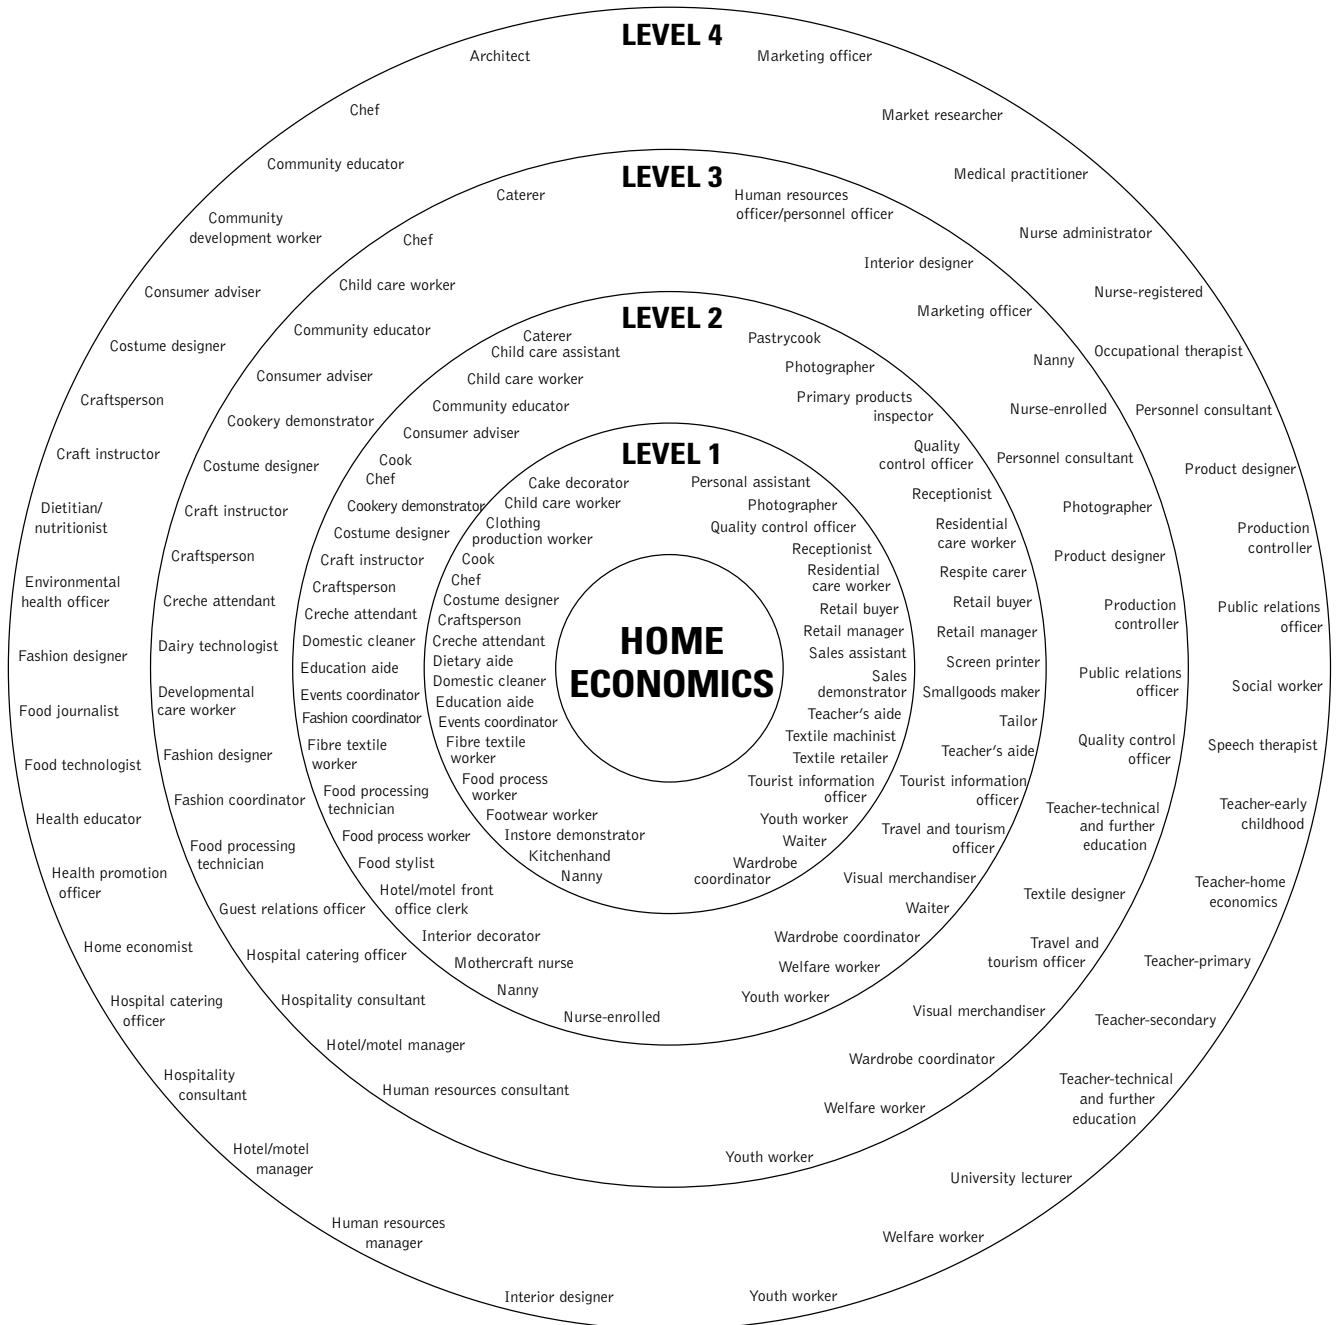 LEVEL 4
Architect
Chef
Community educator
Community
development worker
Consumer adviser
Costume designer
Craftsperson
Craft instructor
Dietitian/
nutritionist
Environmental
health officer
Fashion designer
Food journalist
Food technologist
Health educator
Health promotion
officer
Home economist
Hospital catering
officer
Hospitality
consultant
Hotel/motel
manager
Human resources
manager
Interior designer
Marketing officer
Market researcher
Medical practitioner
Nurse administrator
Nurse-registered
Occupational therapist
Personnel consultant
Product designer
Production
controller
Public relations
officer
Social worker
Speech therapist
Teacher-early
childhood
Teacher-home
economics
Teacher-primary
Teacher-secondary
Teacher-technical
and further
education
University lecturer
Welfare worker
Youth worker
LEVEL 3
Caterer
Chef
Child care worker
Community educator
Consumer adviser
Cookery demonstrator
Costume designer
Craft instructor
Craftsperson
Creche attendant
Dairy technologist
Developmental
care worker
Fashion designer
Fashion coordinator
Food processing
technician
Guest relations officer
Hospital catering officer
Hospitality consultant
Hotel/motel manager
Human resources consultant
Human resources
officer/personnel officer
Interior designer
Marketing officer
Nanny
Nurse-enrolled
Personnel consultant
Photographer
Product designer
Production
controller
Public relations
officer
Quality control
officer
Teacher-technical
and further
education
Textile designer
Travel and
tourism officer
Visual merchandiser
Wardrobe coordinator
Welfare worker
Youth worker
LEVEL 2
Caterer
Child care assistant
Child care worker
Community educator
Consumer adviser
Cook
Chef
Cookery demonstrator
Costume designer
Craft instructor
Craftsperson
Creche attendant
Domestic cleaner
Education aide
Events coordinator
Fashion coordinator
Fibre textile
worker
Food processing
technician
Food process worker
Food stylist
Hotel/motel front
office clerk
Interior decorator
Mothercraft nurse
Nanny
Nurse-enrolled
Pastrycook
Photographer
Primary products
inspector
Quality
control officer
Receptionist
Residential
care worker
Respite carer
Retail buyer
Retail manager
Screen printer
Smallgoods maker
Tailor
Teacher's aide
Tourist information
officer
Travel and tourism
officer
Visual merchandiser
Waiter
Wardrobe coordinator
Welfare worker
Youth worker
LEVEL 1
Cake decorator
Child care worker
Clothing
production worker
Cook
Chef
Costume designer
Craftsperson
Creche attendant
Dietary aide
Domestic cleaner
Education aide
Events coordinator
Fibre textile
worker
Food process
worker
Footwear worker
Instore demonstrator
Kitchenhand
Nanny
Personal assistant
Photographer
Quality control officer
Receptionist
Residential
care worker
Retail buyer
Retail manager
Sales assistant
Sales
demonstrator
Teacher's aide
Textile machinist
Textile retailer
Tourist information
officer
Youth worker
Waiter
Wardrobe
coordinator
HOME
ECONOMICS